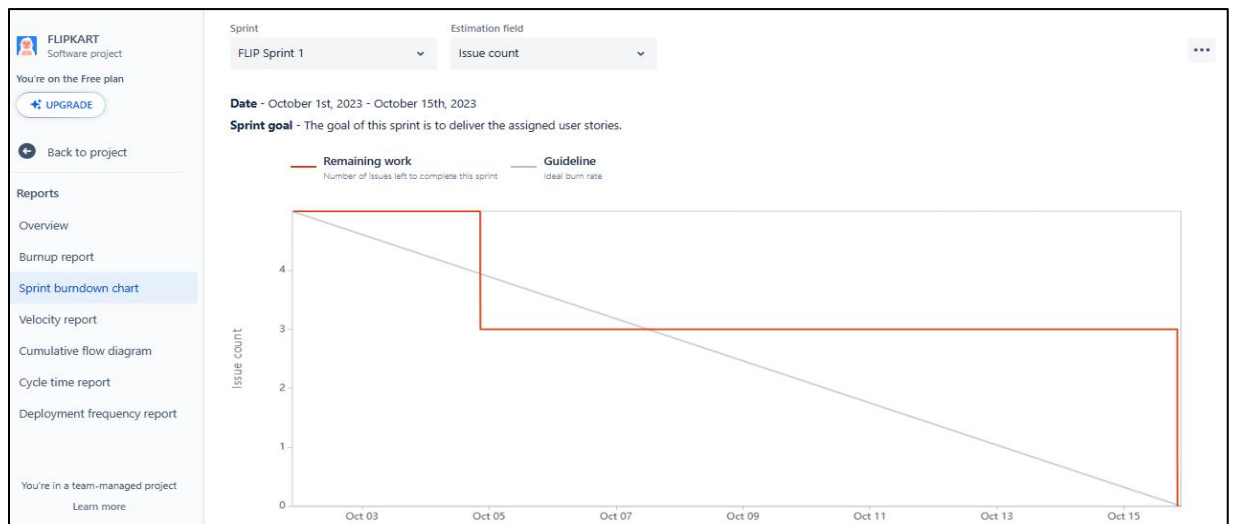 FLIPKART
Software project
You're on the Free plan
UPGRADE
Back to project
Reports
Overview
Burnup report
Sprint burndown chart
Velocity report
Cumulative flow diagram
Cycle time report
Deployment frequency report
You're in a team-managed project
Learn more
Sprint
Estimation field
FLIP Sprint 1
Issue count
Date - October 1st, 2023 - October 15th, 2023
Sprint goal - The goal of this sprint is to deliver the assigned user stories.
Remaining work
Number of issues left to complete this sprint
Guideline
Ideal burn rate
Issue count
4
3
2
1
0
Oct 03 Oct 05 Oct 07 Oct 09 Oct 11 Oct 13 Oct 15